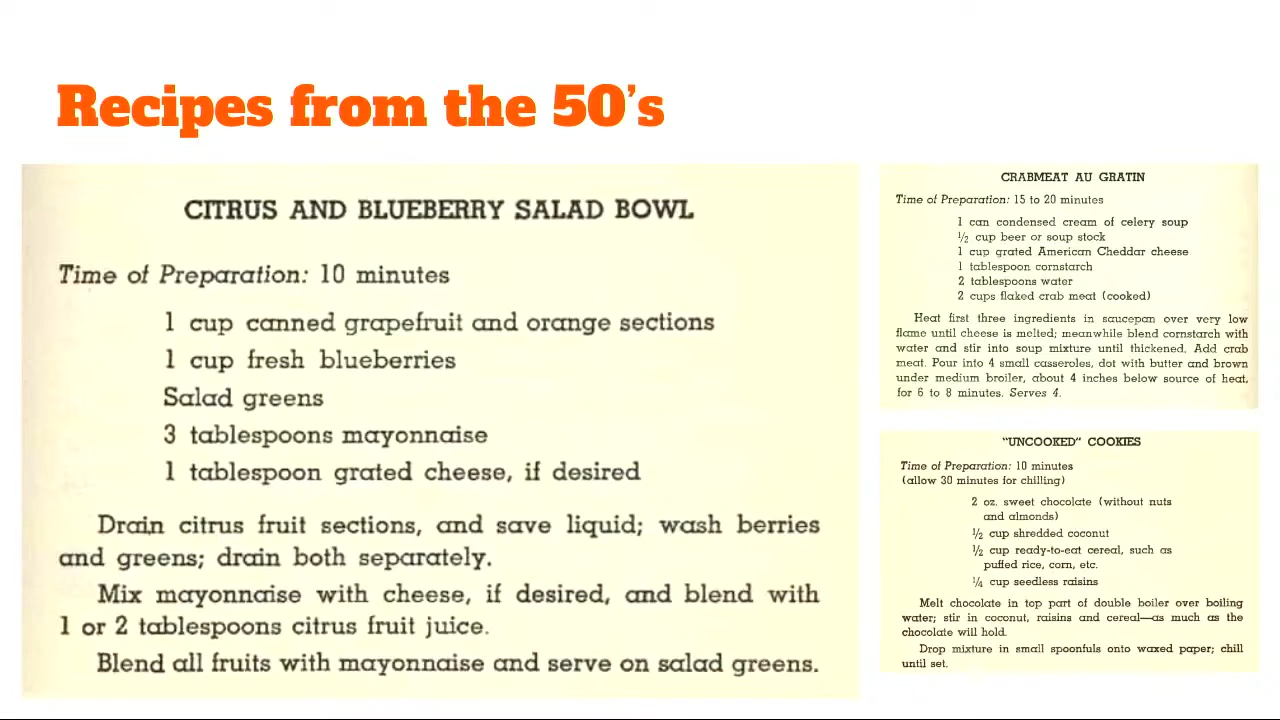 Recipes from the 50's
CITRUS AND BLUEBERRY SALAD BOWL
Time of Preparation: 10 minutes
1 cup canned grapefruit and orange sections
1 cup fresh blueberries
Salad greens
3 tablespoons mayonnaise
1 tablespoon grated cheese, if desired
Drain citrus fruit sections, and save liquid; wash berries
and greens; drain both separately.
Mix mayonnaise with cheese, if desired, and blend with
1 or 2 tablespoons citrus fruit juice.
Blend all fruits with mayonnaise and serve on salad greens.
CRABMEAT AU GRATIN
Time of Preparation: 15 to 20 minutes
1 can condensed cream of celery soup
½ cup beer or soup stock
1 cup grated American Cheddar cheese
1 tablespoon cornstarch
2 tablespoons water
2 cups flaked crab meat (cooked)
Heat first three ingredients in saucepan over very low
flame until cheese is melted; meanwhile blend cornstarch with
water and stir into soup mixture until thickened. Add crab
meat. Pour into 4 small casseroles, dot with butter and brown
under medium broiler, about 4 inches below source of heat,
for 6 to 8 minutes. Serves 4.
"UNCOOKED" COOKIES
Time of Preparation: 10 minutes
(allow 30 minutes for chilling)
2 oz. sweet chocolate (without nuts
and almonds)
½ cup shredded coconut
½ cup ready-to-eat cereal, such as
puffed rice, corn, etc.
¼ cup seedless raisins
Melt chocolate in top part of double boiler over boiling
water; stir in coconut, raisins and cereal—as much as the
chocolate will hold.
Drop mixture in small spoonfuls onto waxed paper; chill
until set.